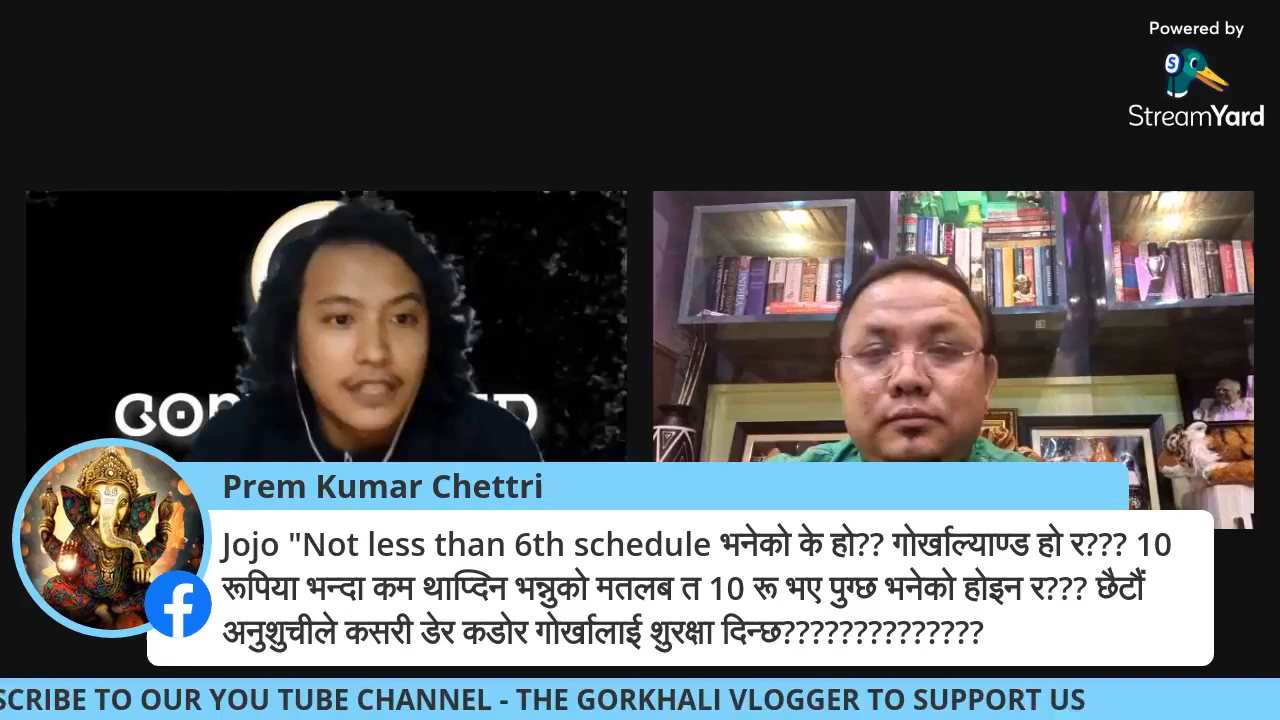 Powered by
StreamYard
INDIRA
Prem Kumar Chettri
Jojo "Not less than 6th schedule भनेको के हो?? गोर्खाल्याण्ड हो र??? 10
रूपिया भन्दा कम थाप्दिन भन्नुको मतलब त 10 रू भए पुग्छ भनेको होइन र??? छैटौं
अनुशुचीले कसरी डेर कडोर गोर्खालाई शुरक्षा दिन्छ??????????????
SCRIBE TO OUR YOU TUBE CHANNEL - THE GORKHALI VLOGGER TO SUPPORT US